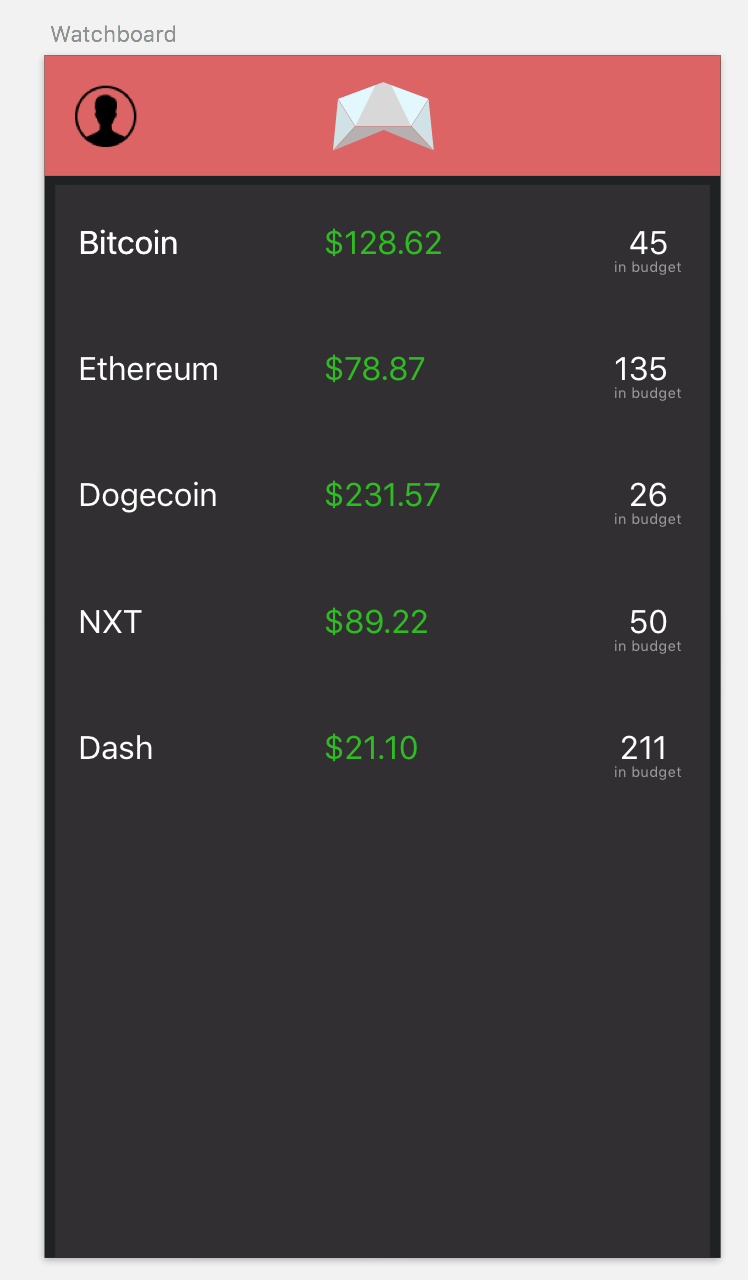 Watchboard
Bitcoin $128.62 45
in budget
Ethereum $78.87 135
in budget
Dogecoin $231.57 26
in budget
NXT $89.22 50
in budget
Dash $21.10 211
in budget